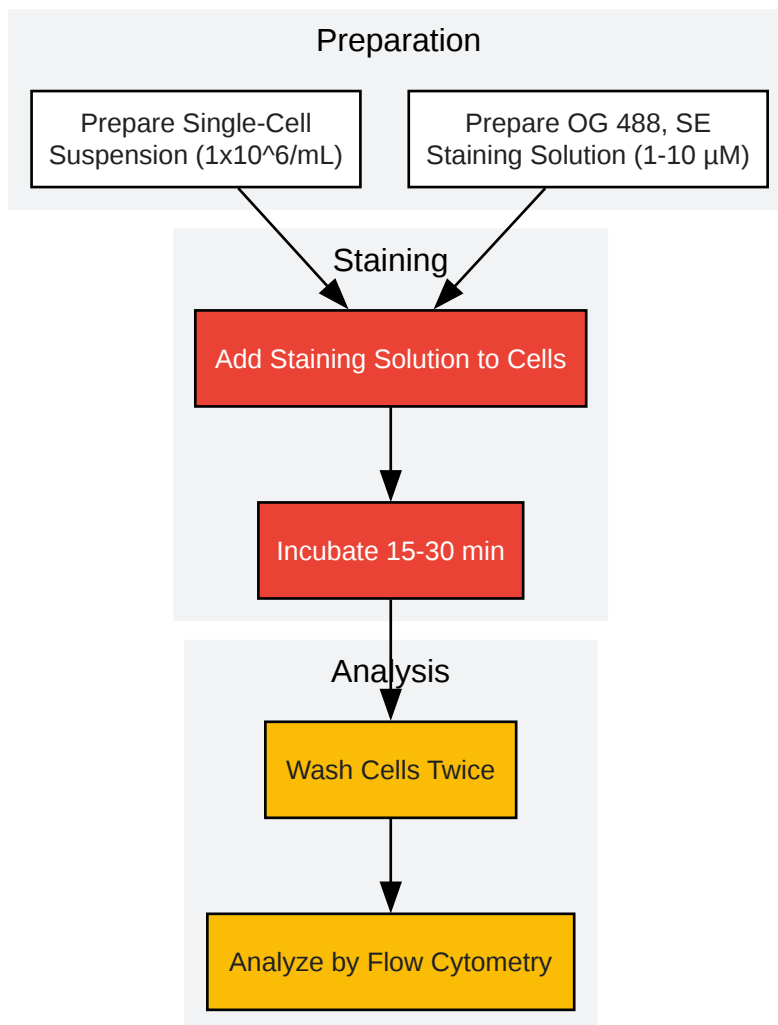 Preparation
Prepare Single-Cell
Suspension (1x10^6/mL)
Prepare OG 488, SE
Staining Solution (1-10 µM)
Staining
Add Staining Solution to Cells
Incubate 15-30 min
Analysis
Wash Cells Twice
Analyze by Flow Cytometry